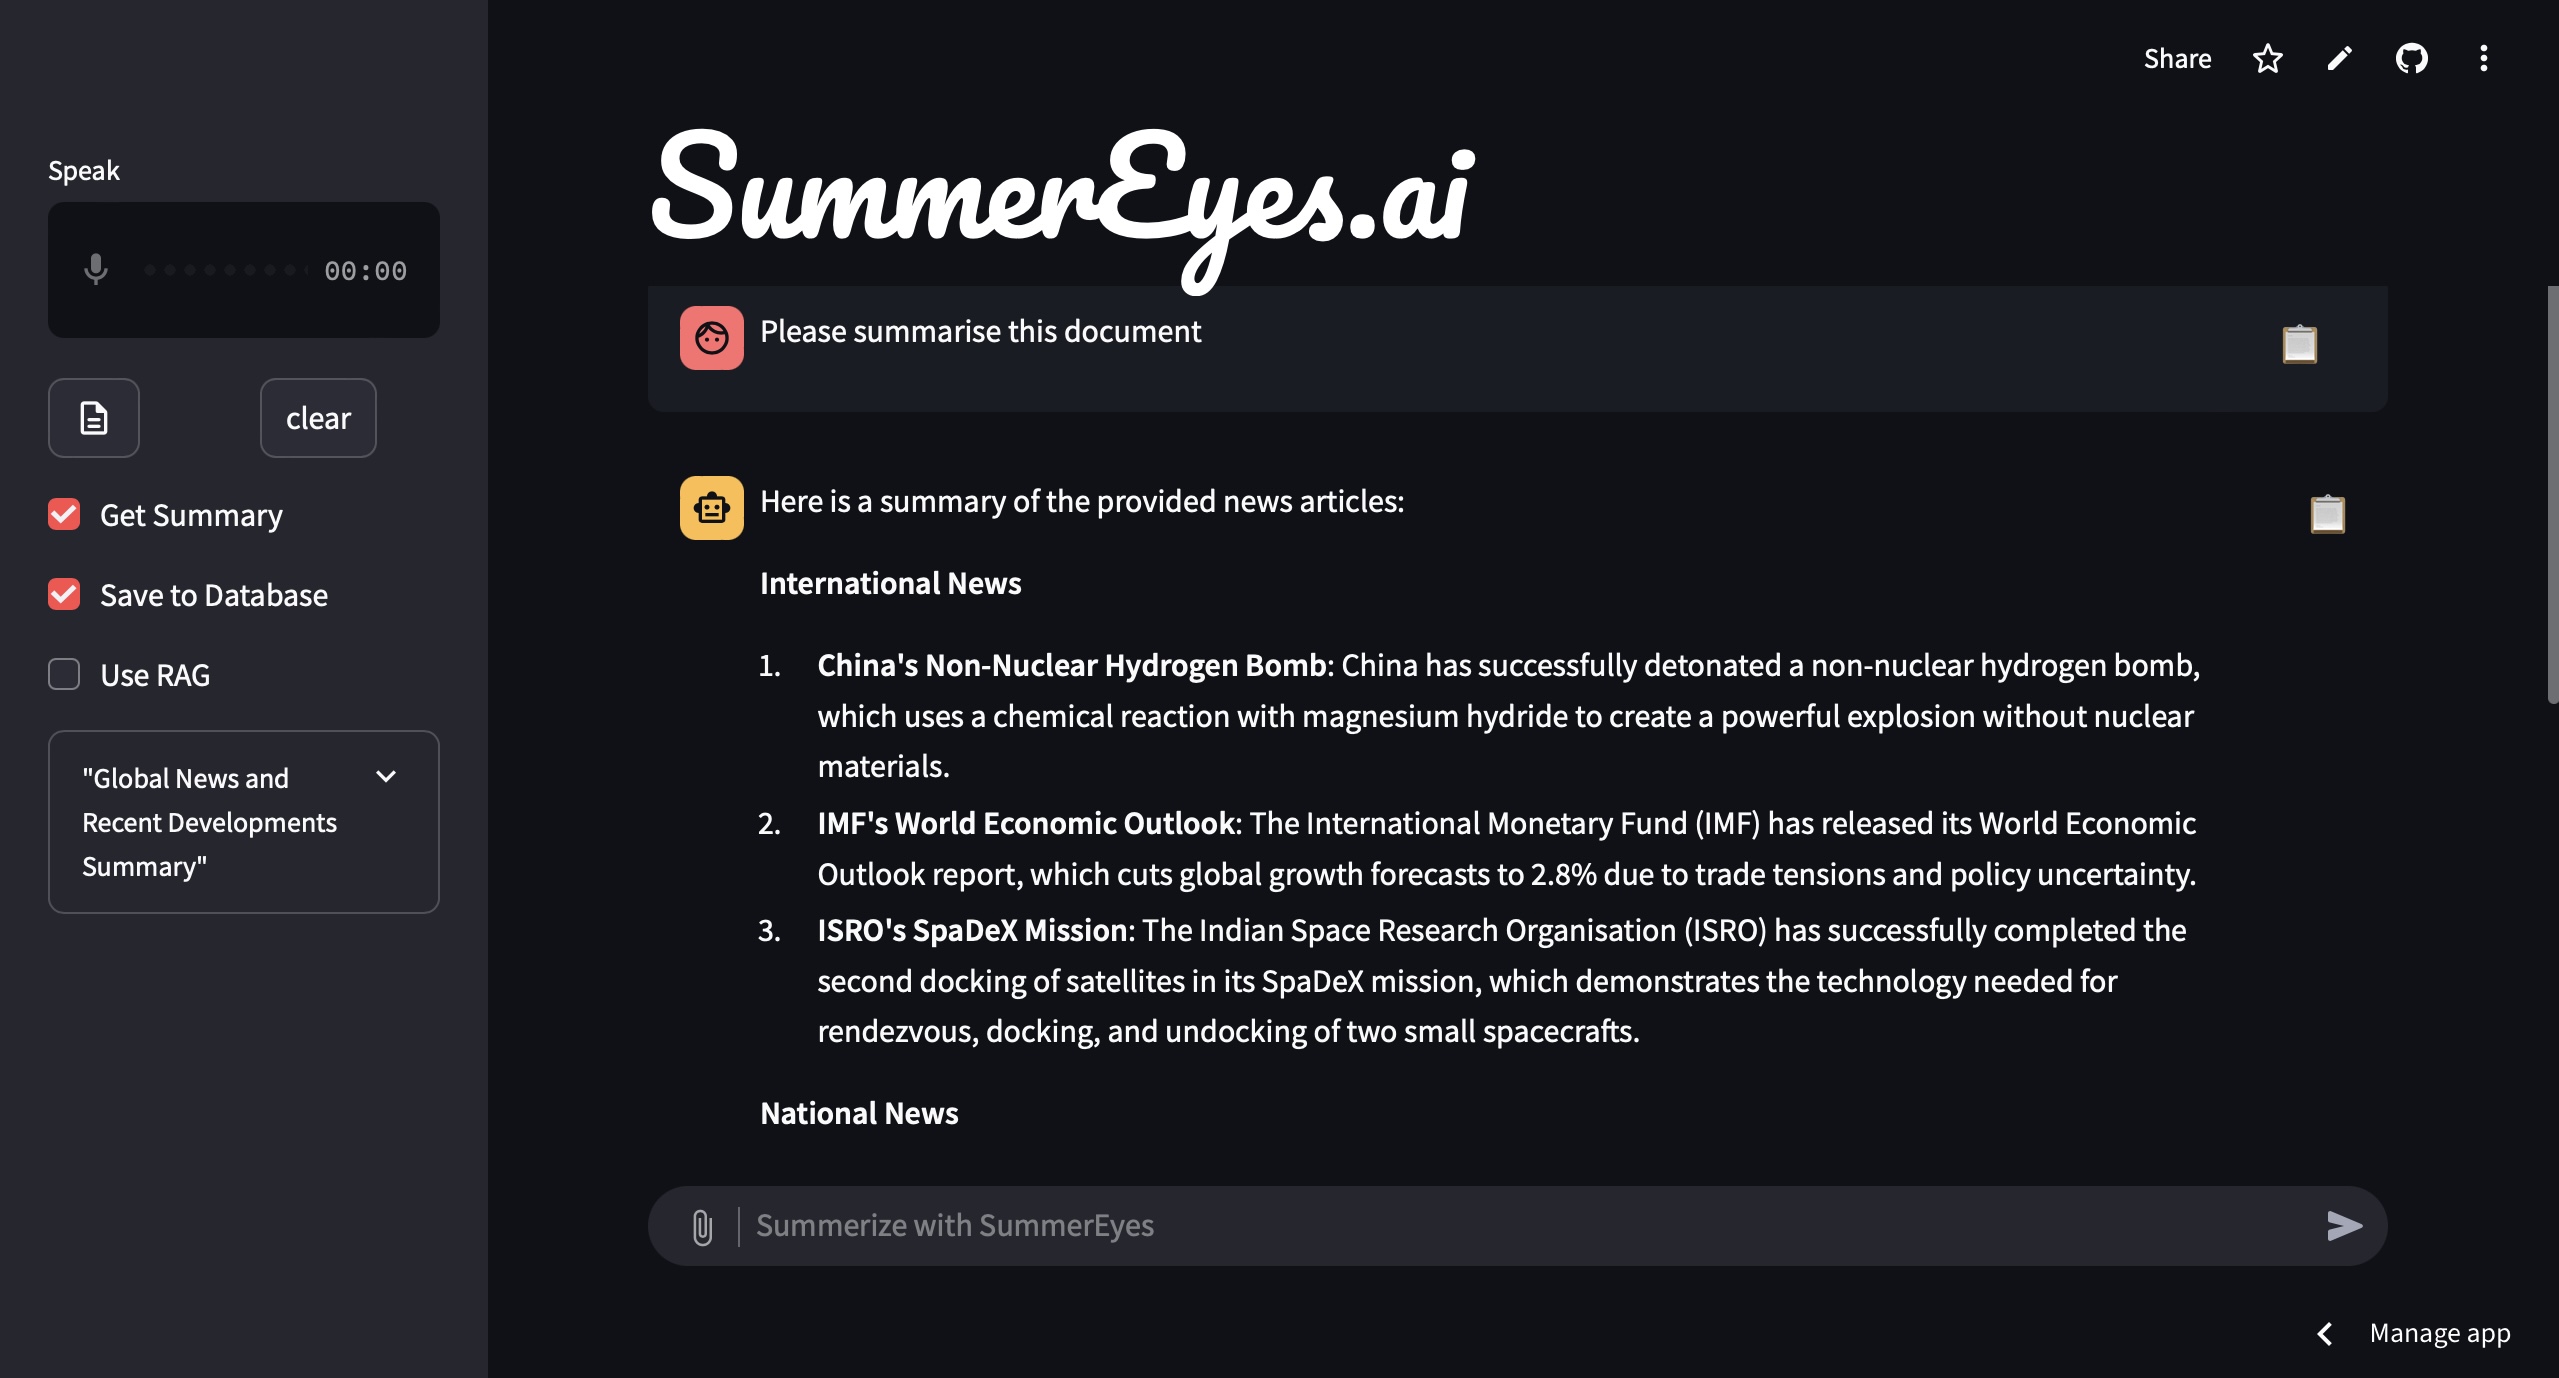 Share
SummerEyes.ai
Speak
00:00
clear
Get Summary
Save to Database
Use RAG
"Global News and
Recent Developments
Summary"
Please summarise this document
Here is a summary of the provided news articles:
International News
1. China's Non-Nuclear Hydrogen Bomb: China has successfully detonated a non-nuclear hydrogen bomb,
which uses a chemical reaction with magnesium hydride to create a powerful explosion without nuclear
materials.
2. IMF's World Economic Outlook: The International Monetary Fund (IMF) has released its World Economic
Outlook report, which cuts global growth forecasts to 2.8% due to trade tensions and policy uncertainty.
3. ISRO's SpaDeX Mission: The Indian Space Research Organisation (ISRO) has successfully completed the
second docking of satellites in its SpaDeX mission, which demonstrates the technology needed for
rendezvous, docking, and undocking of two small spacecrafts.
National News
Summerize with SummerEyes
Manage app